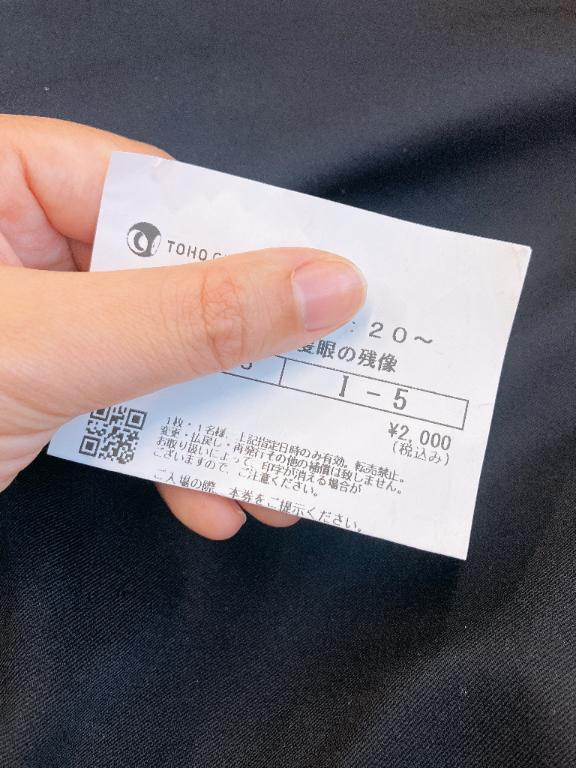 TOHO
: 20～
隻眼の残像
I－5
¥2,000
(税込み)
1枚・1名様、上記指定日時のみ有効。転売禁止。
変更・払戻し・再発行その他の補償は致しません。
お取り扱いによって、印字が消える場合が
ございますので、ご注意ください。
ご入場の際、本券をご提示ください。